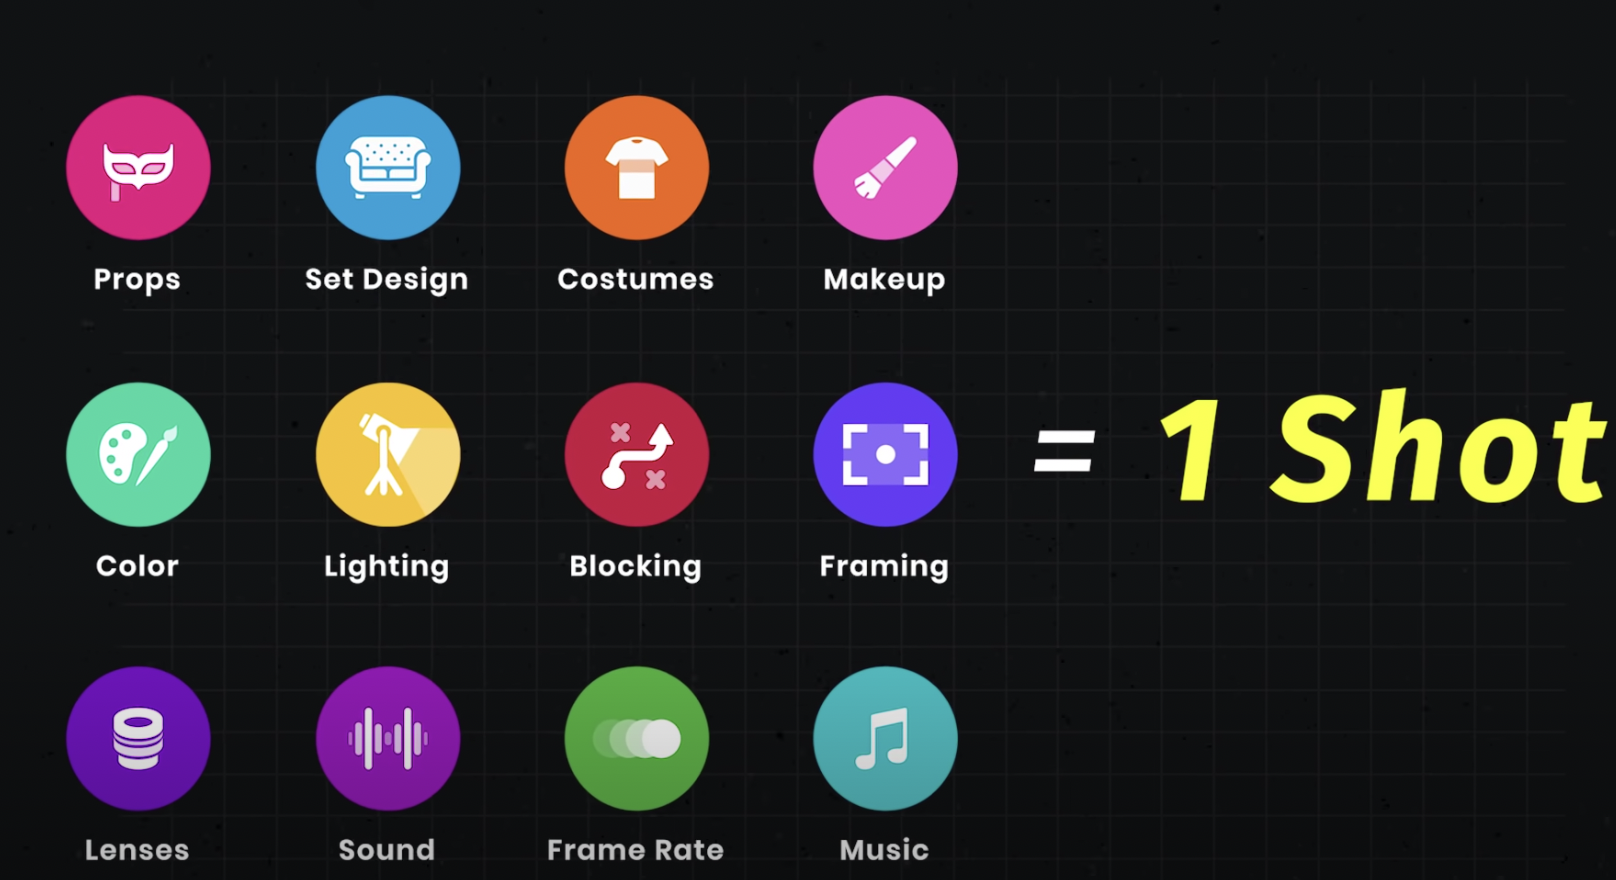 Props Set Design Costumes Makeup
Color Lighting Blocking Framing
= 1 Shot
Lenses Sound Frame Rate Music